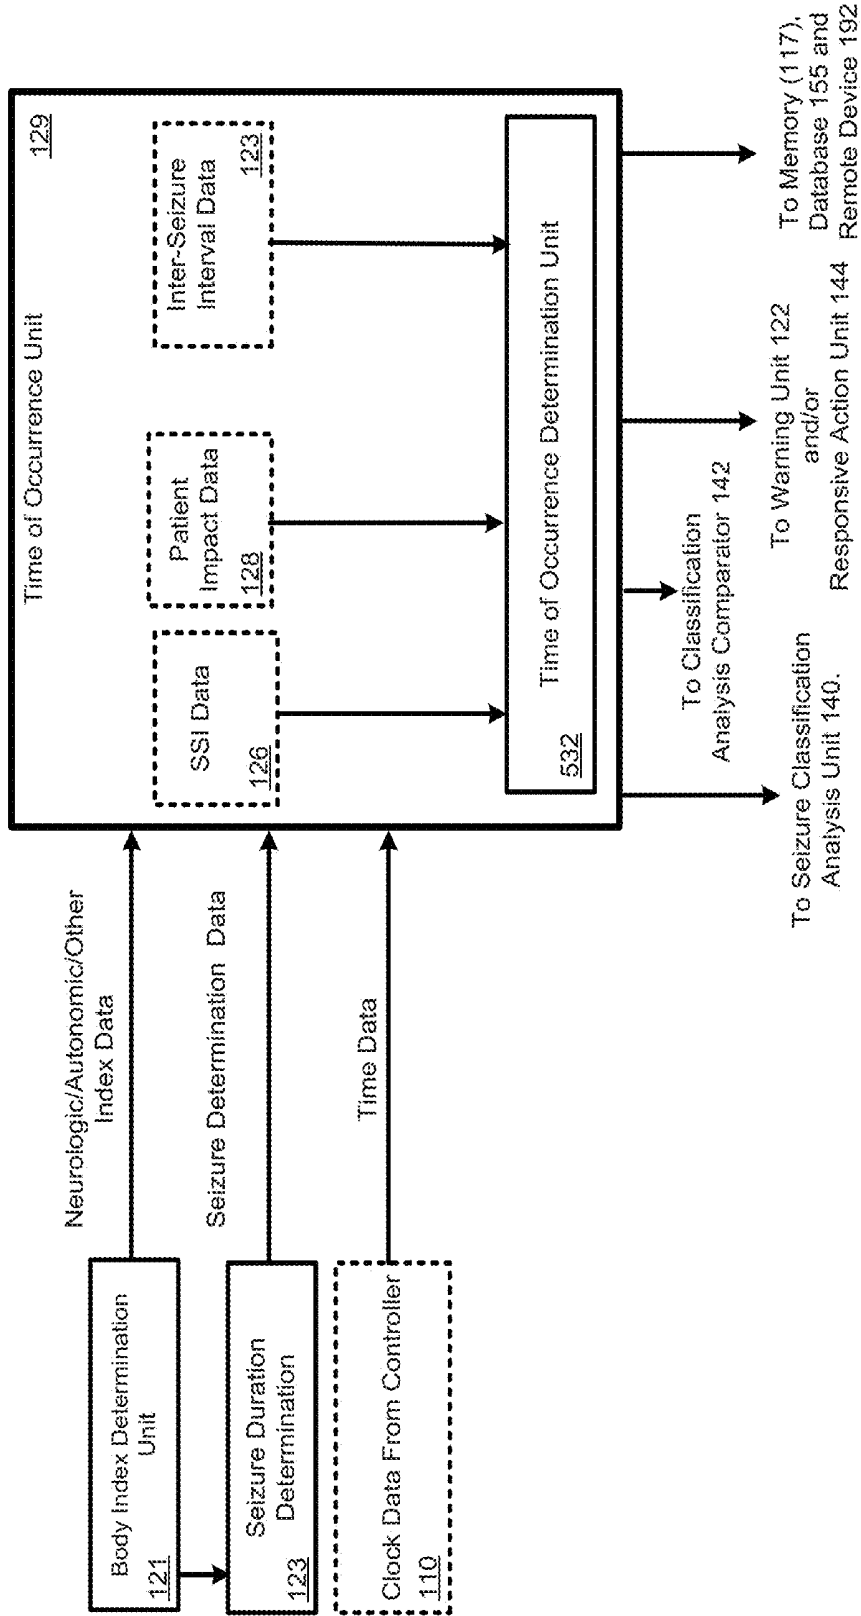 Body Index Determination
Unit
121
Seizure Duration
Determination
123
Clock Data From Controller
110
Neurologic/Autonomic/Other
Index Data
Seizure Determination  Data
Time Data
Time of Occurrence Unit
129
SSI Data
126
Patient
Impact Data
128
Inter-Seizure
Interval Data
123
532
Time of Occurrence Determination Unit
To Seizure Classification
Analysis Unit 140.
To Classification
Analysis Comparator 142
To Warning Unit 122
and/or
Responsive Action Unit 144
To Memory (117),
Database 155 and
Remote Device 192